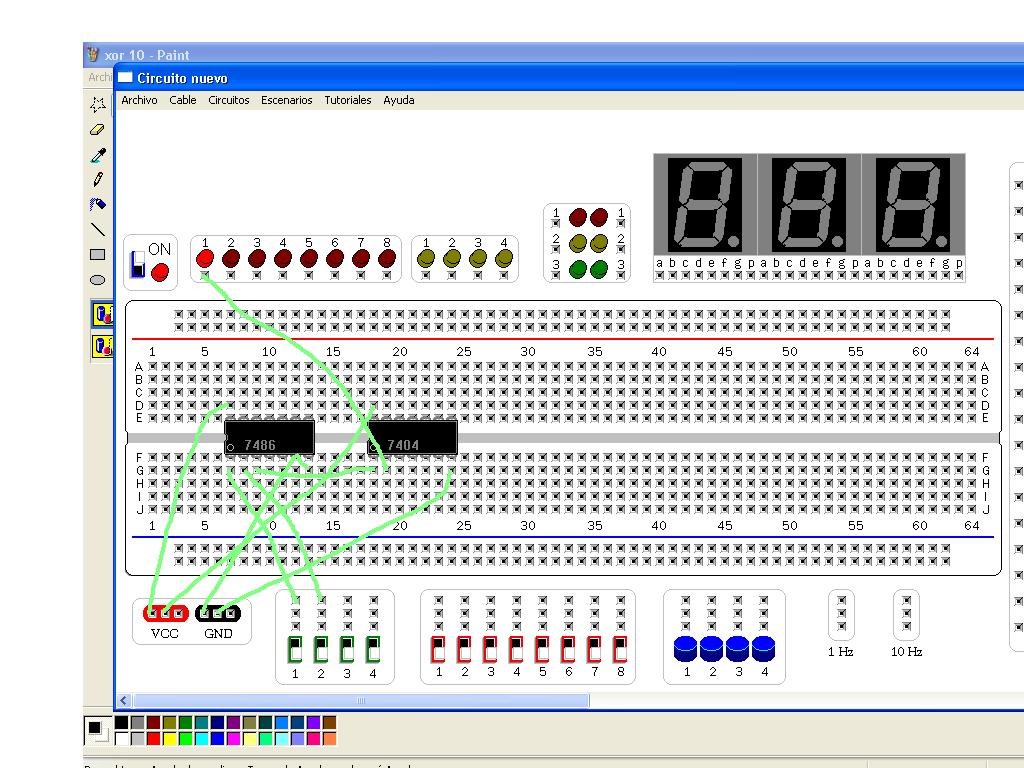 xor 10 - Paint
Archi
Circuito nuevo
Archivo Cable Circuitos Escenarios Tutoriales Ayuda
ON
1 2 3 4 5 6 7 8
1 2 3 4
1 1
2 2
3 3
a b c d e f g p a b c d e f g p a b c d e f g p
1 5 10 15 20 25 30 35 40 45 50 55 60 64
A A
B B
C C
D D
E E
7486 7404
F F
G G
H H
I I
J J
1 5 10 15 20 25 30 35 40 45 50 55 60 64
VCC GND
1 2 3 4
1 2 3 4 5 6 7 8
1 2 3 4
1 Hz
10 Hz